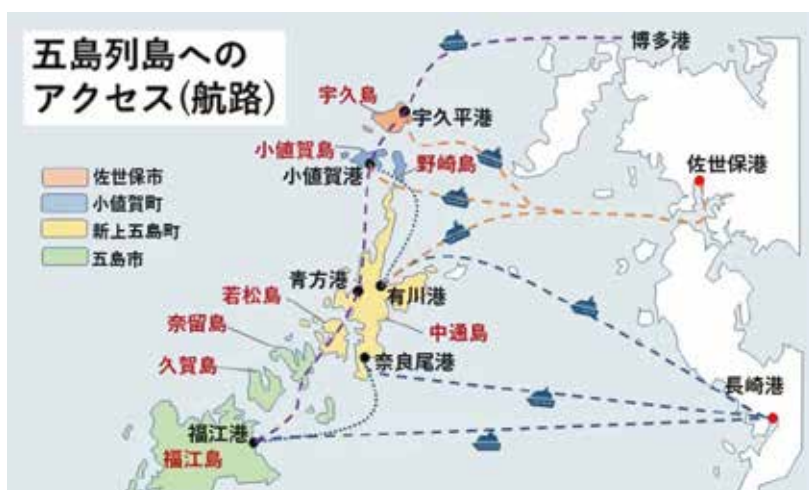 五島列島への
アクセス(航路)
博多港
宇久島
宇久平港
小値賀島
小値賀港
野崎島
佐世保港
佐世保市
小値賀町
新上五島町
五島市
青方港
有川港
若松島
中通島
奈留島
奈良尾港
久賀島
長崎港
福江港
福江島